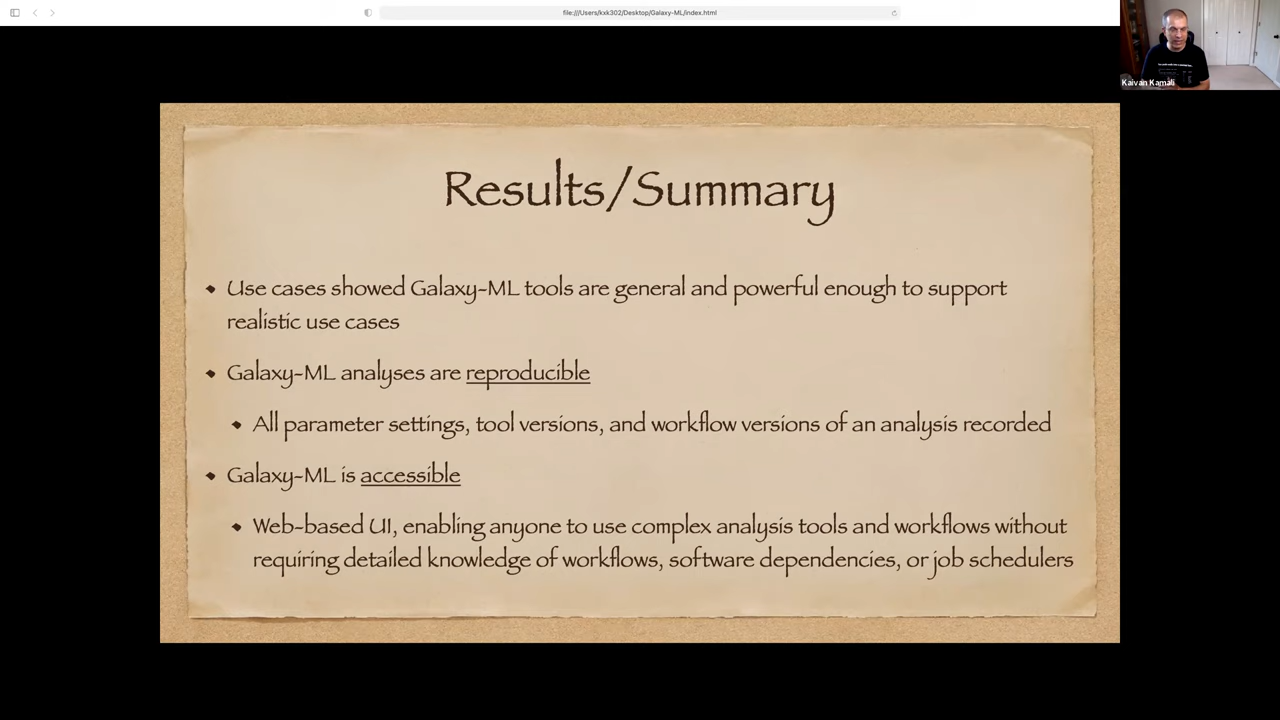 file:///Users/kxk302/Desktop/Galaxy-ML/index.html
Kaivan Kamali
Results/Summary
Use cases showed Galaxy-ML tools are general and powerful enough to support
realistic use cases
Galaxy-ML analyses are reproducible
All parameter settings, tool versions, and workflow versions of an analysis recorded
Galaxy-ML is accessible
Web-based UI, enabling anyone to use complex analysis tools and workflows without
requiring detailed knowledge of workflows, software dependencies, or job schedulers